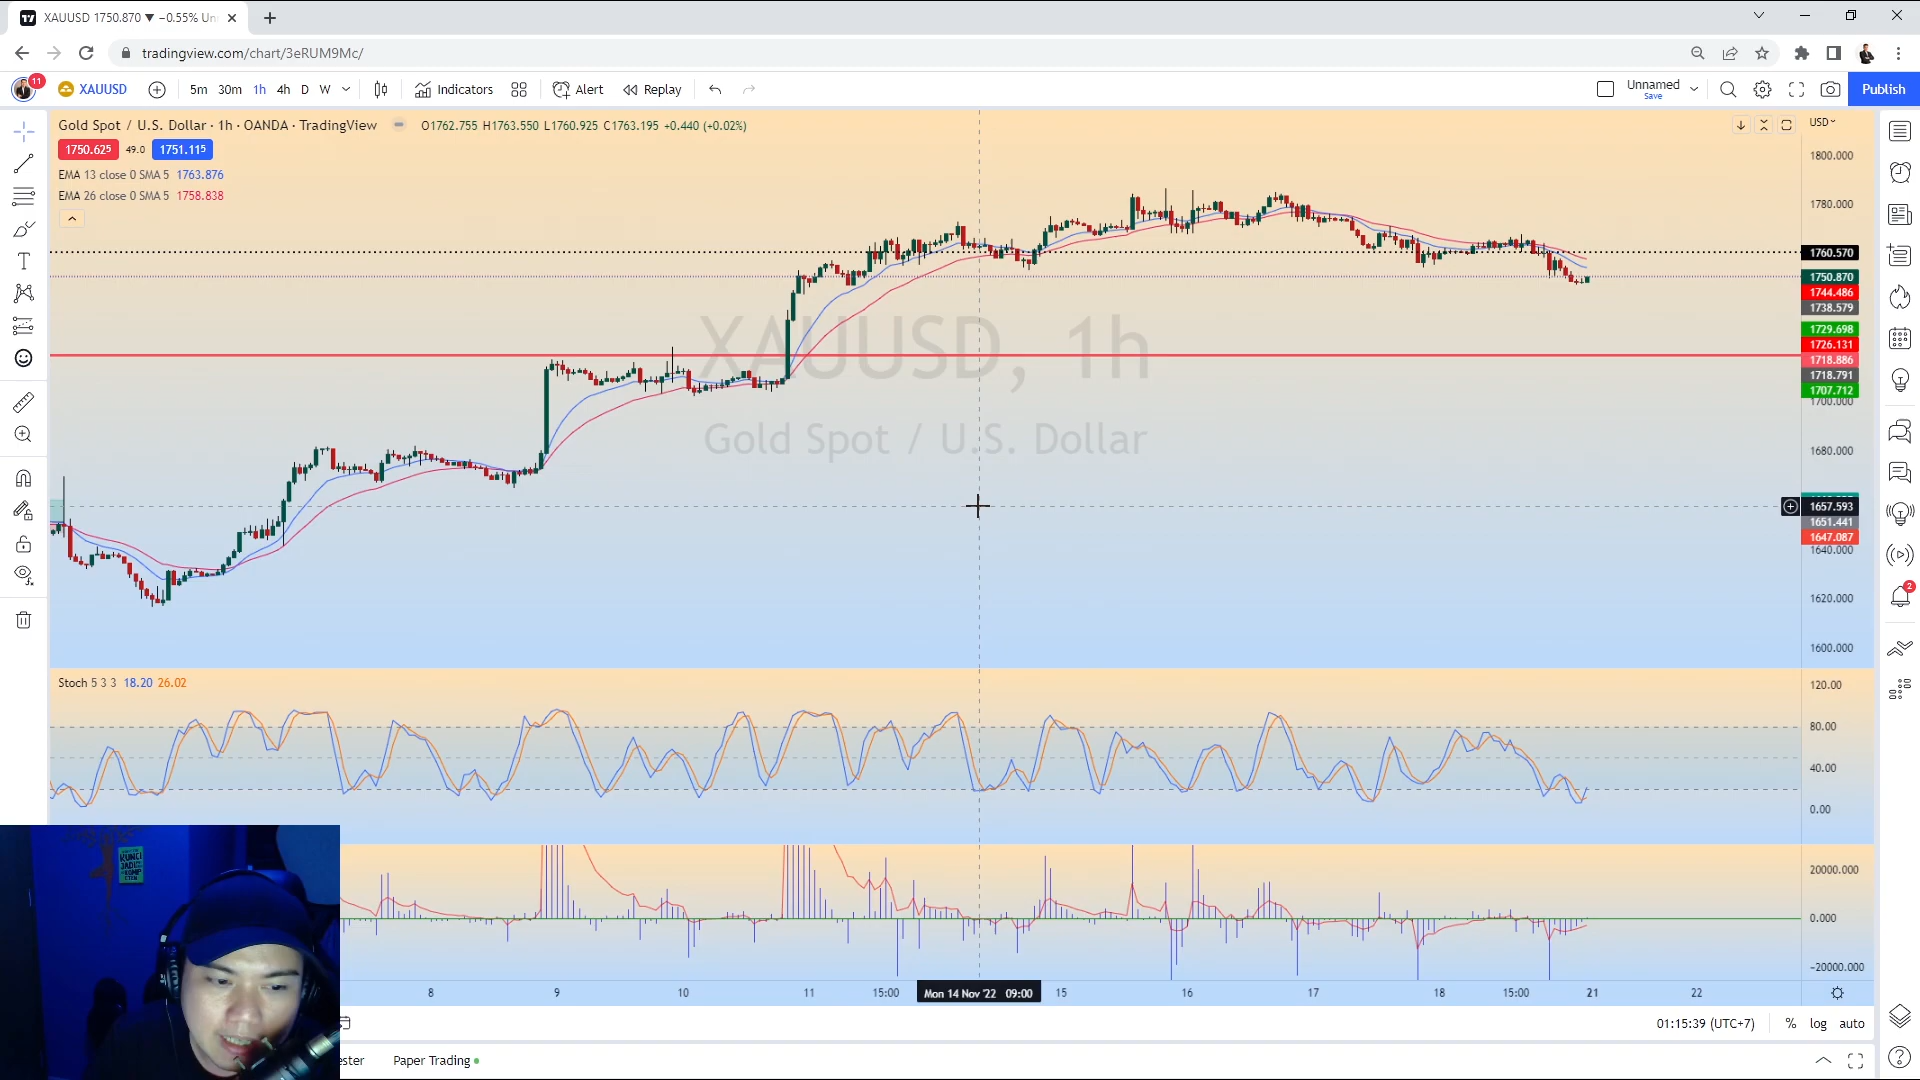 XAUUSD 1750.870 ▼ −0.55% Un
tradingview.com/chart/3eRUM9Mc/
11
XAUUSD
5m 30m 1h 4h D W
Indicators
Alert
Replay
Unnamed
Save
Publish
Gold Spot / U.S. Dollar · 1h · OANDA · TradingView
O1762.755 H1763.550 L1760.925 C1763.195 +0.440 (+0.02%)
USD
1750.625 49.0 1751.115
EMA 13 close 0 SMA 5 1763.876
EMA 26 close 0 SMA 5 1758.838
1800.000
1780.000
1760.570
1750.870
1744.486
1738.579
1729.698
1726.131
1718.886
1718.791
1707.712
1700.000
1680.000
1657.593
1651.441
1647.087
1640.000
1620.000
1600.000
XAUUSD, 1h
Gold Spot / U.S. Dollar
Stoch 5 3 3 18.20 26.02
120.00
80.00
40.00
0.00
20000.000
0.000
−20000.000
KUNCI
JADI
KOMP
8 9 10 11 15:00 Mon 14 Nov '22 09:00 15 16 17 18 15:00 21 22
01:15:39 (UTC+7) % log auto
ester Paper Trading
2